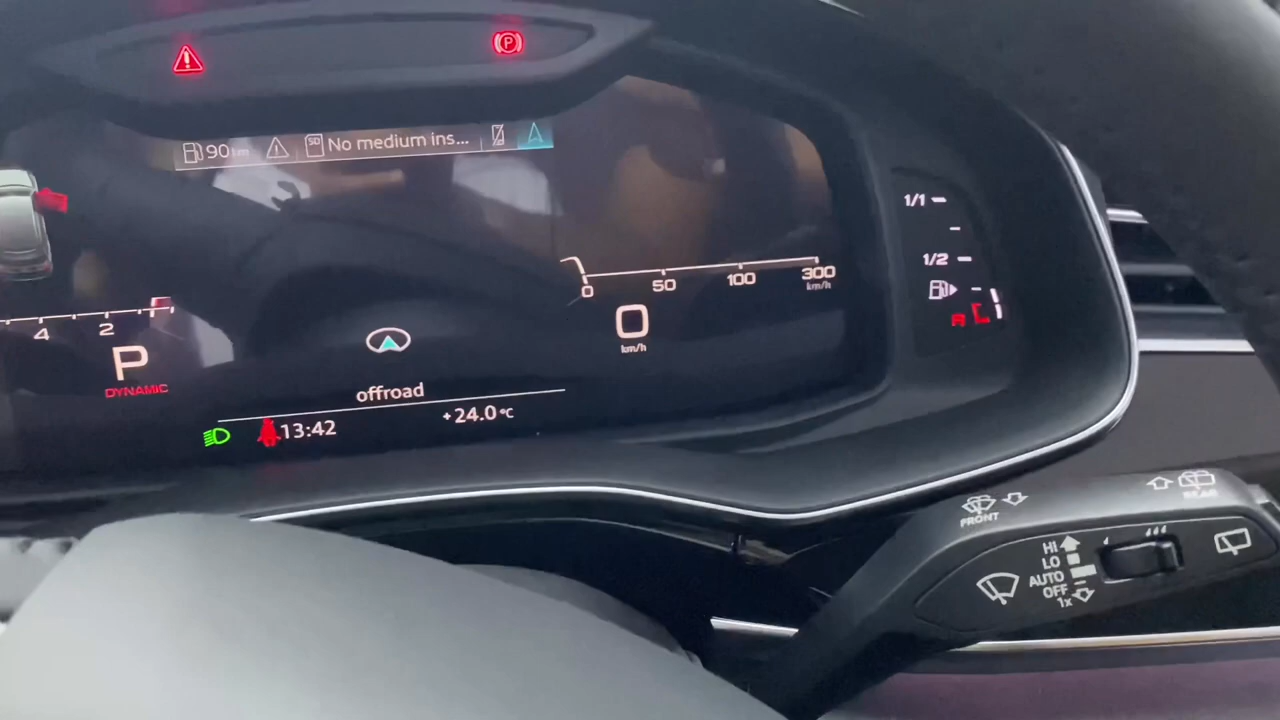 P
90 km
SD No medium ins...
1/1
1/2
0 50 100 300
km/h
4 2
P
DYNAMIC
0
km/h
offroad
13:42
+24.0°C
FRONT
REAR
HI
LO
AUTO
OFF
1x